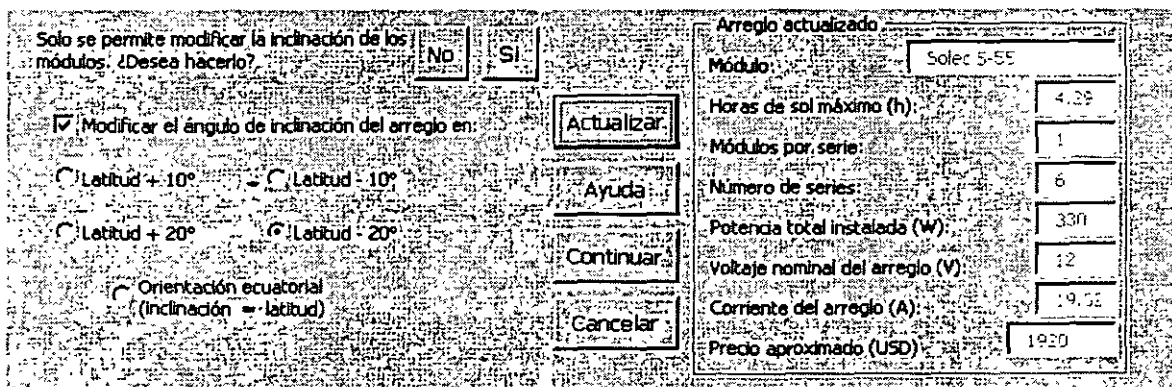 Solo se permite modificar la inclinación de los
módulos. ¿Desea hacerlo?
No
Sí
Modificar el ángulo de inclinación del arreglo en:
Latitud + 10°
Latitud - 10°
Latitud + 20°
Latitud - 20°
Orientación ecuatorial
(inclinación = latitud)
Actualizar
Ayuda
Continuar
Cancelar
Arreglo actualizado
Módulo
Solec S-55
Horas de sol máximo (h):
4.29
Módulos por serie:
1
Número de series:
6
Potencia total instalada (W):
330
Voltaje nominal del arreglo (V):
12
Corriente del arreglo (A):
Precio aproximado (USD)